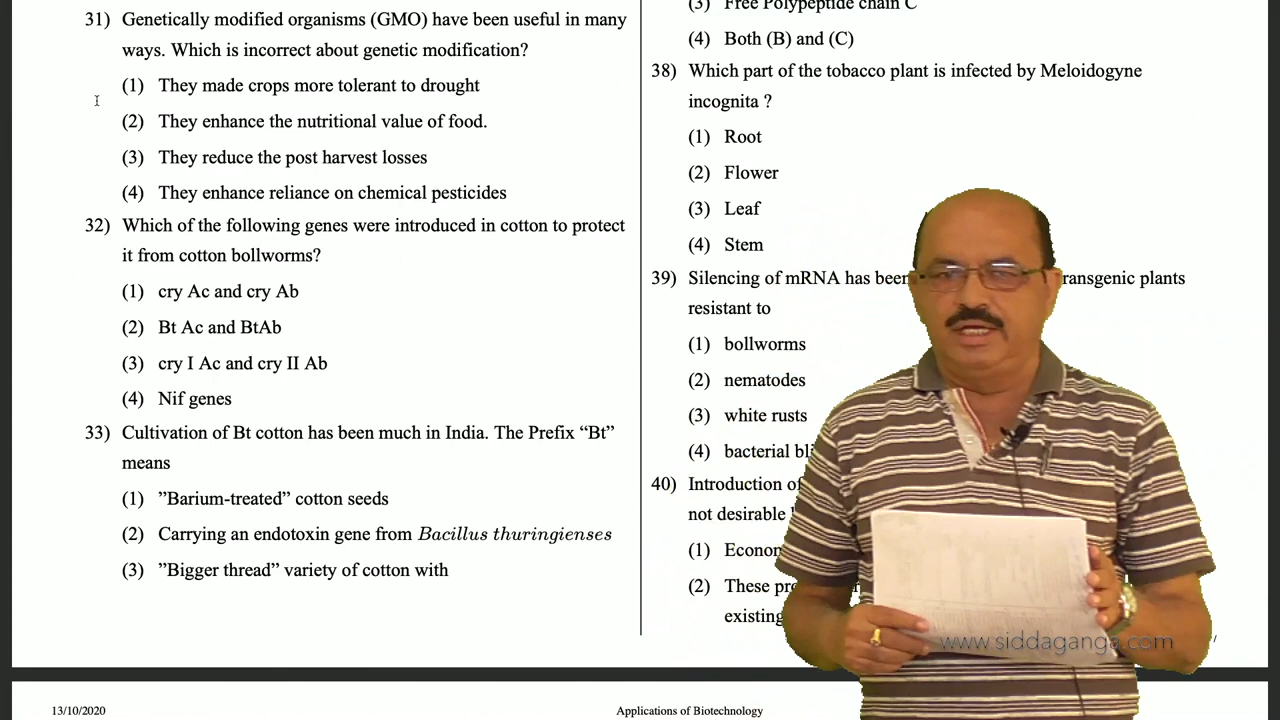 31) Genetically modified organisms (GMO) have been useful in many
ways. Which is incorrect about genetic modification?
(1) They made crops more tolerant to drought
(2) They enhance the nutritional value of food.
(3) They reduce the post harvest losses
(4) They enhance reliance on chemical pesticides
32) Which of the following genes were introduced in cotton to protect
it from cotton bollworms?
(1) cry Ac and cry Ab
(2) Bt Ac and BtAb
(3) cry I Ac and cry II Ab
(4) Nif genes
33) Cultivation of Bt cotton has been much in India. The Prefix “Bt”
means
(1) ”Barium-treated” cotton seeds
(2) Carrying an endotoxin gene from Bacillus thuringienses
(3) ”Bigger thread” variety of cotton with
(3) Free Polypeptide chain C
(4) Both (B) and (C)
38) Which part of the tobacco plant is infected by Meloidogyne
incognita ?
(1) Root
(2) Flower
(3) Leaf
(4) Stem
39) Silencing of mRNA has been plants
resistant to
(1) bollworms
(2) nematodes
(3) white rusts
(4) bacterial
40) Introduction of
not desirable
(1)
(2) These
existing
www.siddaganga.com
13/10/2020 Applications of Biotechnology